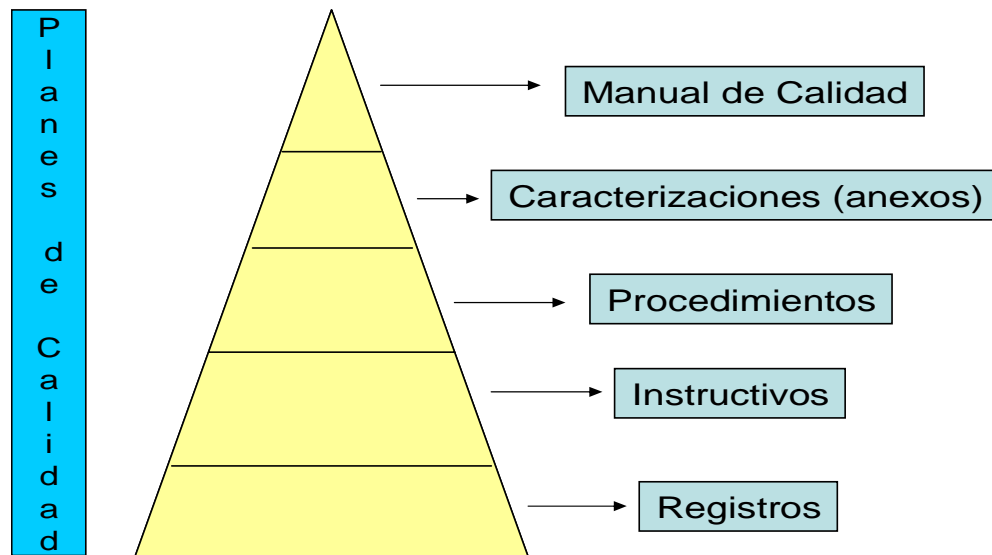 Planes de Calidad
Manual de Calidad
Caracterizaciones (anexos)
Procedimientos
Instructivos
Registros